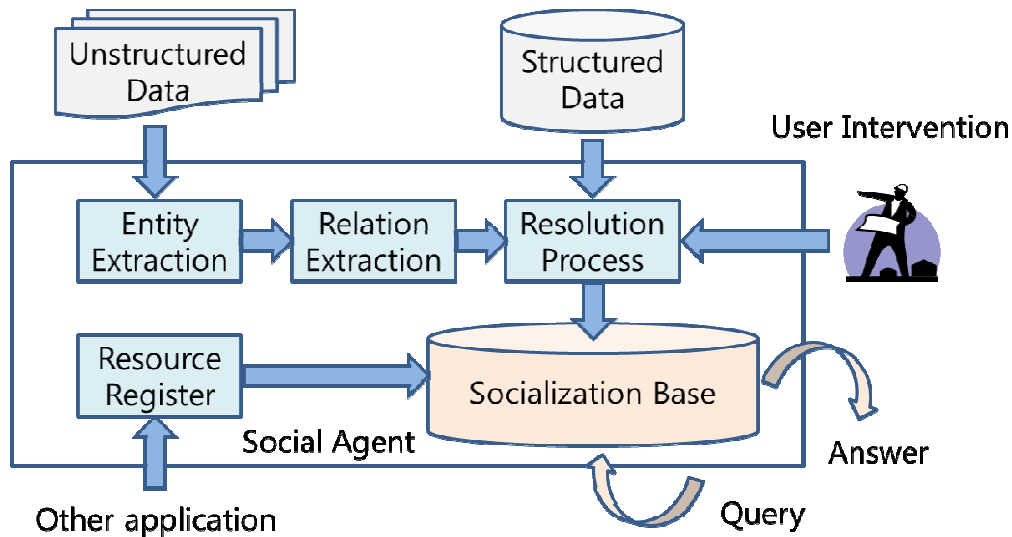 Unstructured
Data
Structured
Data
User Intervention
Entity
Extraction
Relation
Extraction
Resolution
Process
Resource
Register
Socialization Base
Social Agent
Answer
Other application
Query